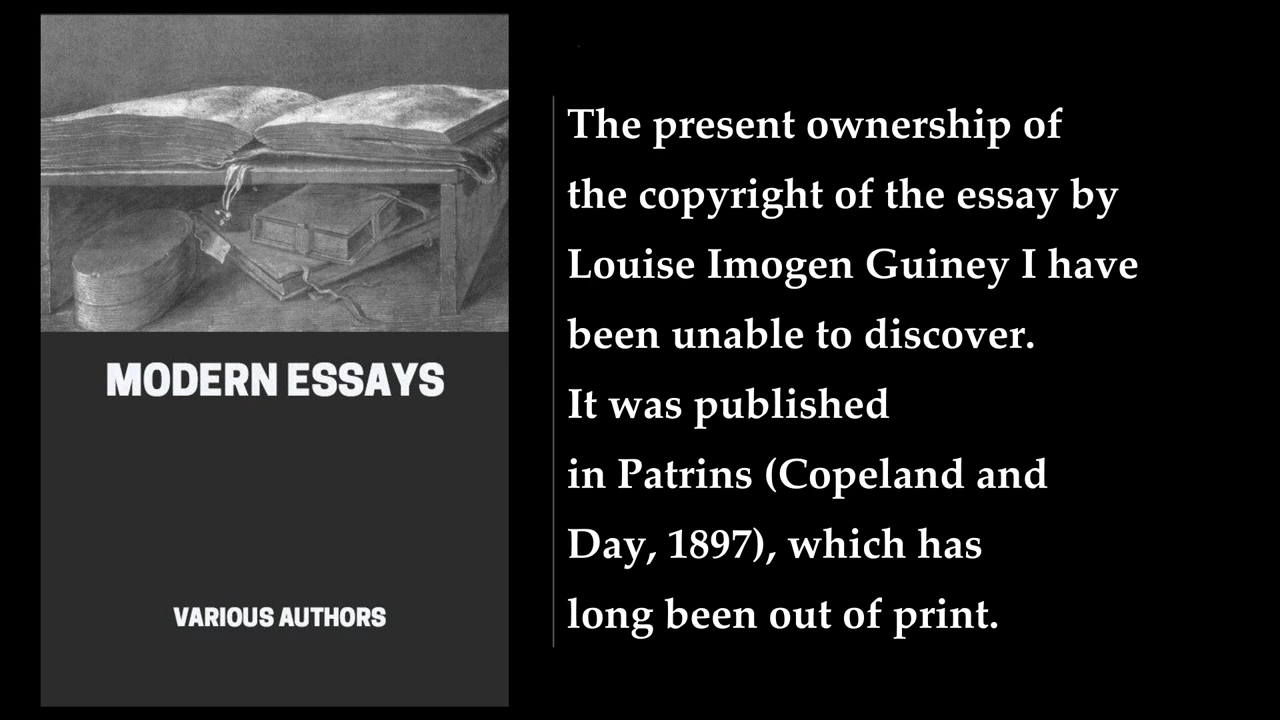 MODERN ESSAYS
VARIOUS AUTHORS
The present ownership of
the copyright of the essay by
Louise Imogen Guiney I have
been unable to discover.
It was published
in Patrins (Copeland and
Day, 1897), which has
long been out of print.